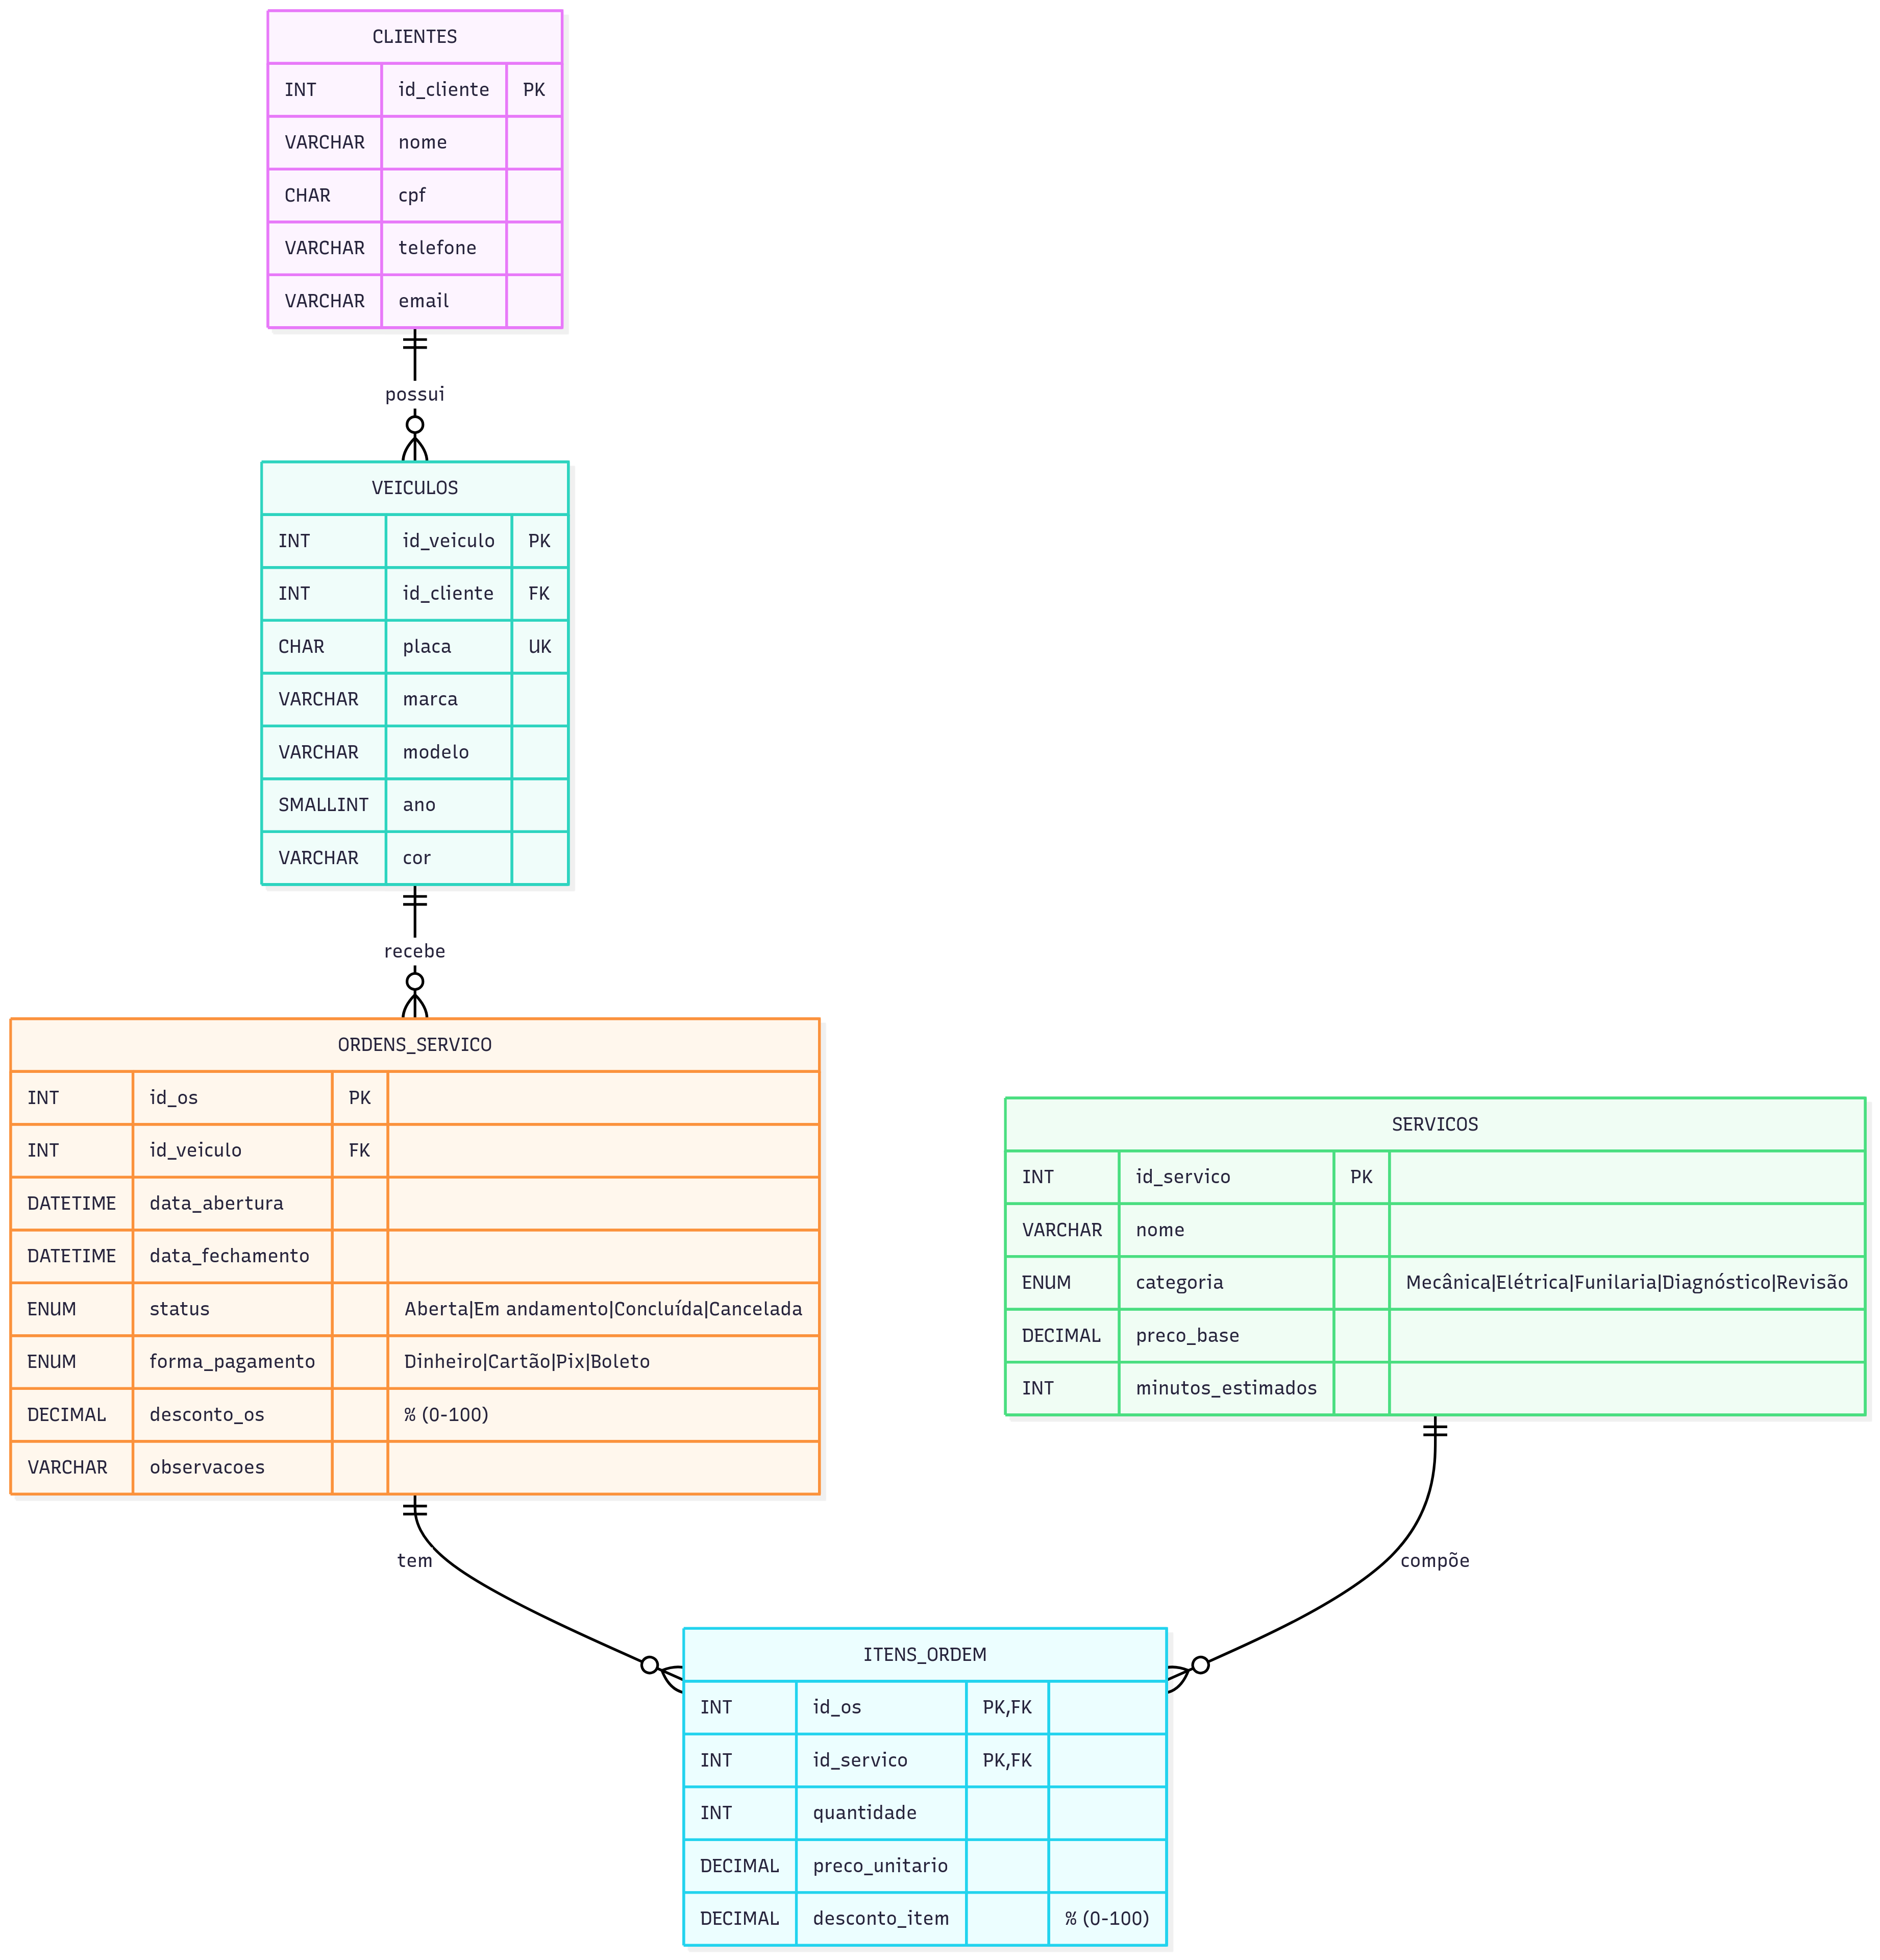 CLIENTES
INT id_cliente PK
VARCHAR nome
CHAR cpf
VARCHAR telefone
VARCHAR email
possui
VEICULOS
INT id_veiculo PK
INT id_cliente FK
CHAR placa UK
VARCHAR marca
VARCHAR modelo
SMALLINT ano
VARCHAR cor
recebe
ORDENS_SERVICO
INT id_os PK
INT id_veiculo FK
DATETIME data_abertura
DATETIME data_fechamento
ENUM status Aberta|Em andamento|Concluída|Cancelada
ENUM forma_pagamento Dinheiro|Cartão|Pix|Boleto
DECIMAL desconto_os % (0-100)
VARCHAR observacoes
SERVICOS
INT id_servico PK
VARCHAR nome
ENUM categoria Mecânica|Elétrica|Funilaria|Diagnóstico|Revisão
DECIMAL preco_base
INT minutos_estimados
tem
compõe
ITENS_ORDEM
INT id_os PK,FK
INT id_servico PK,FK
INT quantidade
DECIMAL preco_unitario
DECIMAL desconto_item % (0-100)